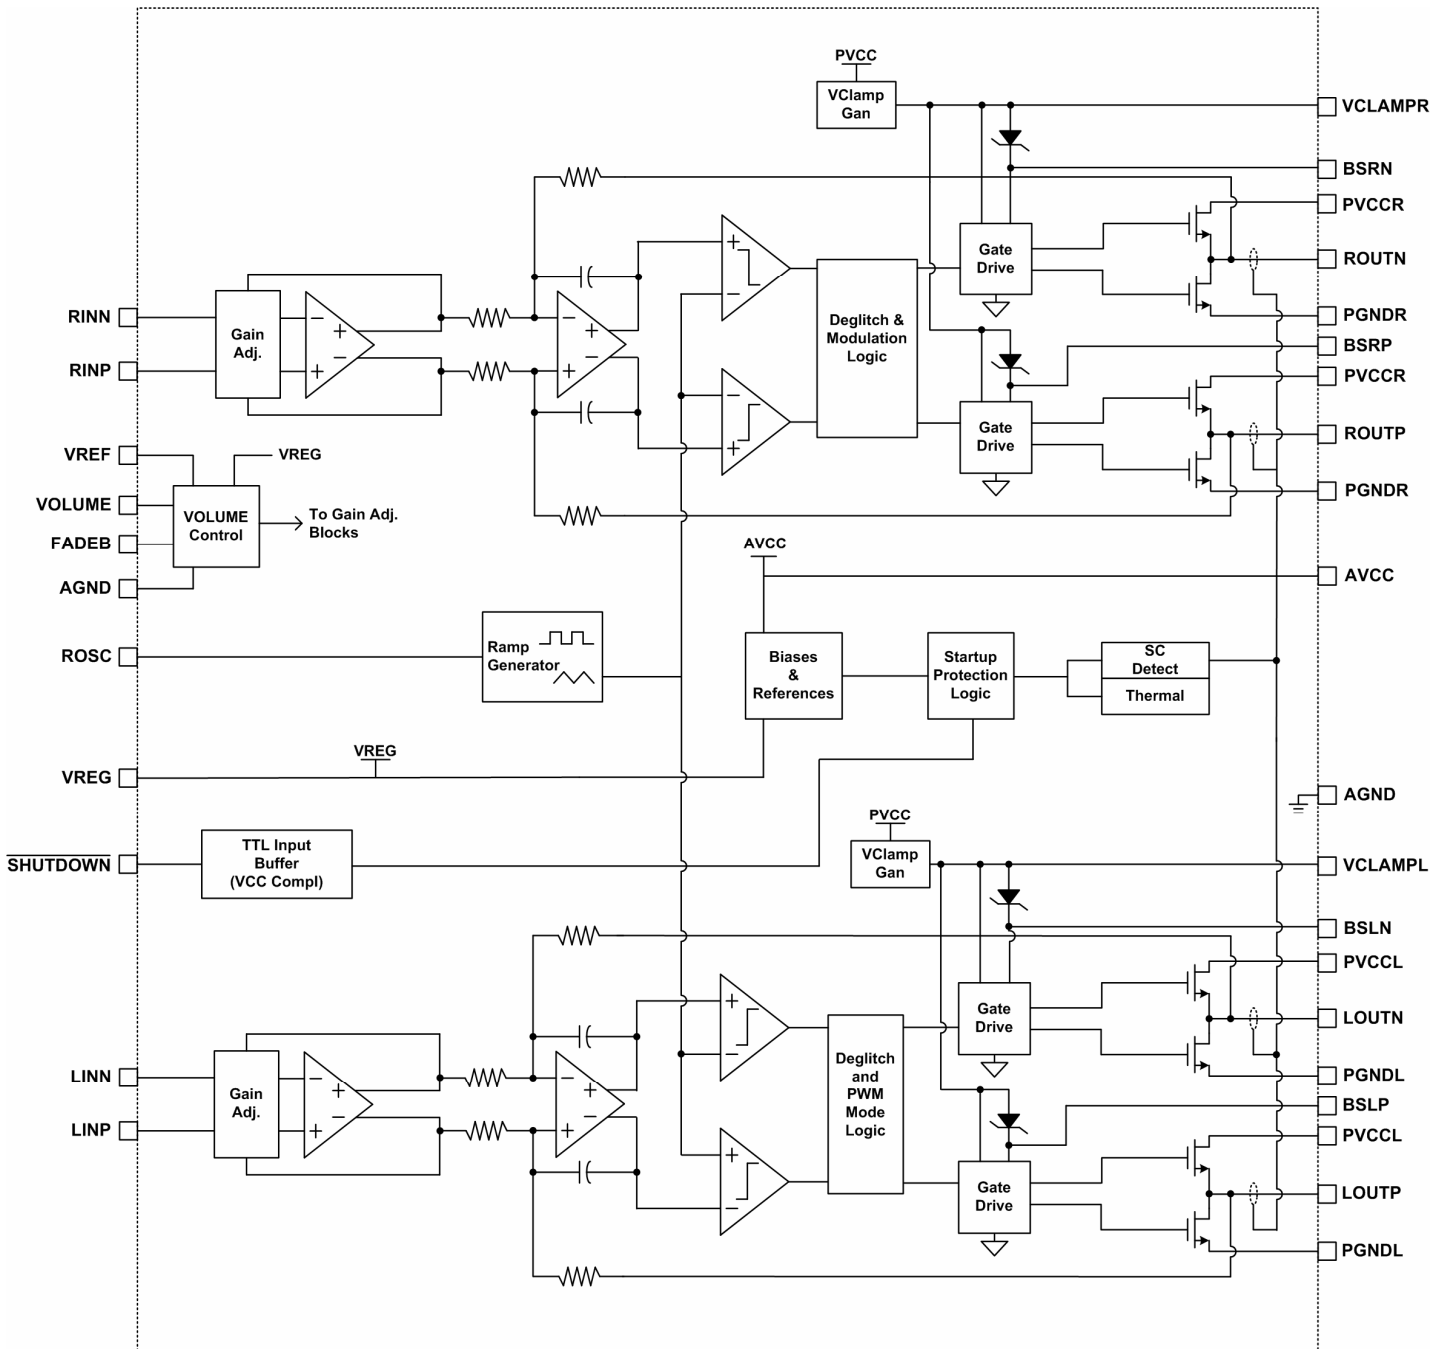 PVCC
VClamp
Gan
VCLAMPR
BSRN
PVCCR
Gate
Drive
ROUTN
RINN
Gain
Adj.
Deglitch &
Modulation
Logic
PGNDR
BSRP
RINP
PVCCR
Gate
Drive
ROUTP
VREF
VREG
PGNDR
VOLUME
VOLUME
Control
To Gain Adj.
Blocks
FADEB
AGND
AVCC
AVCC
ROSC
Ramp
Generator
Biases
&
References
Startup
Protection
Logic
SC
Detect
Thermal
VREG
VREG
AGND
PVCC
SHUTDOWN
TTL Input
Buffer
(VCC Compl)
VClamp
Gan
VCLAMPL
BSLN
PVCCL
Gate
Drive
LOUTN
LINN
Gain
Adj.
Deglitch
and
PWM
Mode
Logic
PGNDL
BSLP
LINP
PVCCL
Gate
Drive
LOUTP
PGNDL